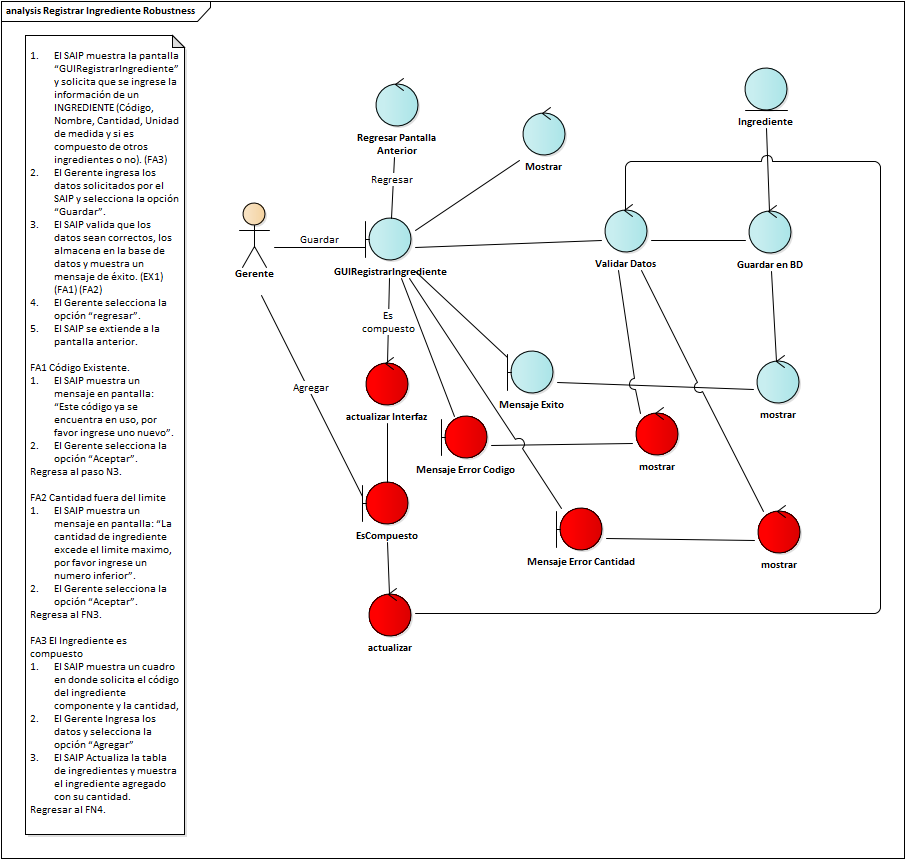 analysis Registrar Ingrediente Robustness
1. El SAIP muestra la pantalla
“GUIRegistrarIngrediente”
y solicita que se ingrese la
información de un
INGREDIENTE (Código,
Nombre, Cantidad, Unidad
de medida y si es
compuesto de otros
ingredientes o no). (FA3)
2. El Gerente ingresa los
datos solicitados por el
SAIP y selecciona la opción
“Guardar”.
3. El SAIP valida que los
datos sean correctos, los
almacena en la base de
datos y muestra un
mensaje de éxito. (EX1)
(FA1) (FA2)
4. El Gerente selecciona la
opción “regresar”.
5. El SAIP se extiende a la
pantalla anterior.
FA1 Código Existente.
1. El SAIP muestra un
mensaje en pantalla:
“Este código ya se
encuentra en uso, por
favor ingrese uno nuevo”.
2. El Gerente selecciona la
opción “Aceptar”.
Regresa al paso N3.
FA2 Cantidad fuera del limite
1. El SAIP muestra un
mensaje en pantalla: “La
cantidad de ingrediente
excede el limite maximo,
por favor ingrese un
numero inferior”.
2. El Gerente selecciona la
opción “Aceptar”.
Regresa al FN3.
FA3 El Ingrediente es
compuesto
1. El SAIP muestra un cuadro
en donde solicita el código
del ingrediente
componente y la cantidad,
2. El Gerente Ingresa los
datos y selecciona la
opción “Agregar”
3. El SAIP Actualiza la tabla
de ingredientes y muestra
el ingrediente agregado
con su cantidad.
Regresar al FN4.
Regresar Pantalla
Anterior
Mostrar
Ingrediente
Regresar
Guardar
Gerente
GUIRegistrarIngrediente
Validar Datos
Guardar en BD
Es
compuesto
Agregar
actualizar Interfaz
Mensaje Exito
mostrar
Mensaje Error Codigo
mostrar
EsCompuesto
Mensaje Error Cantidad
mostrar
actualizar